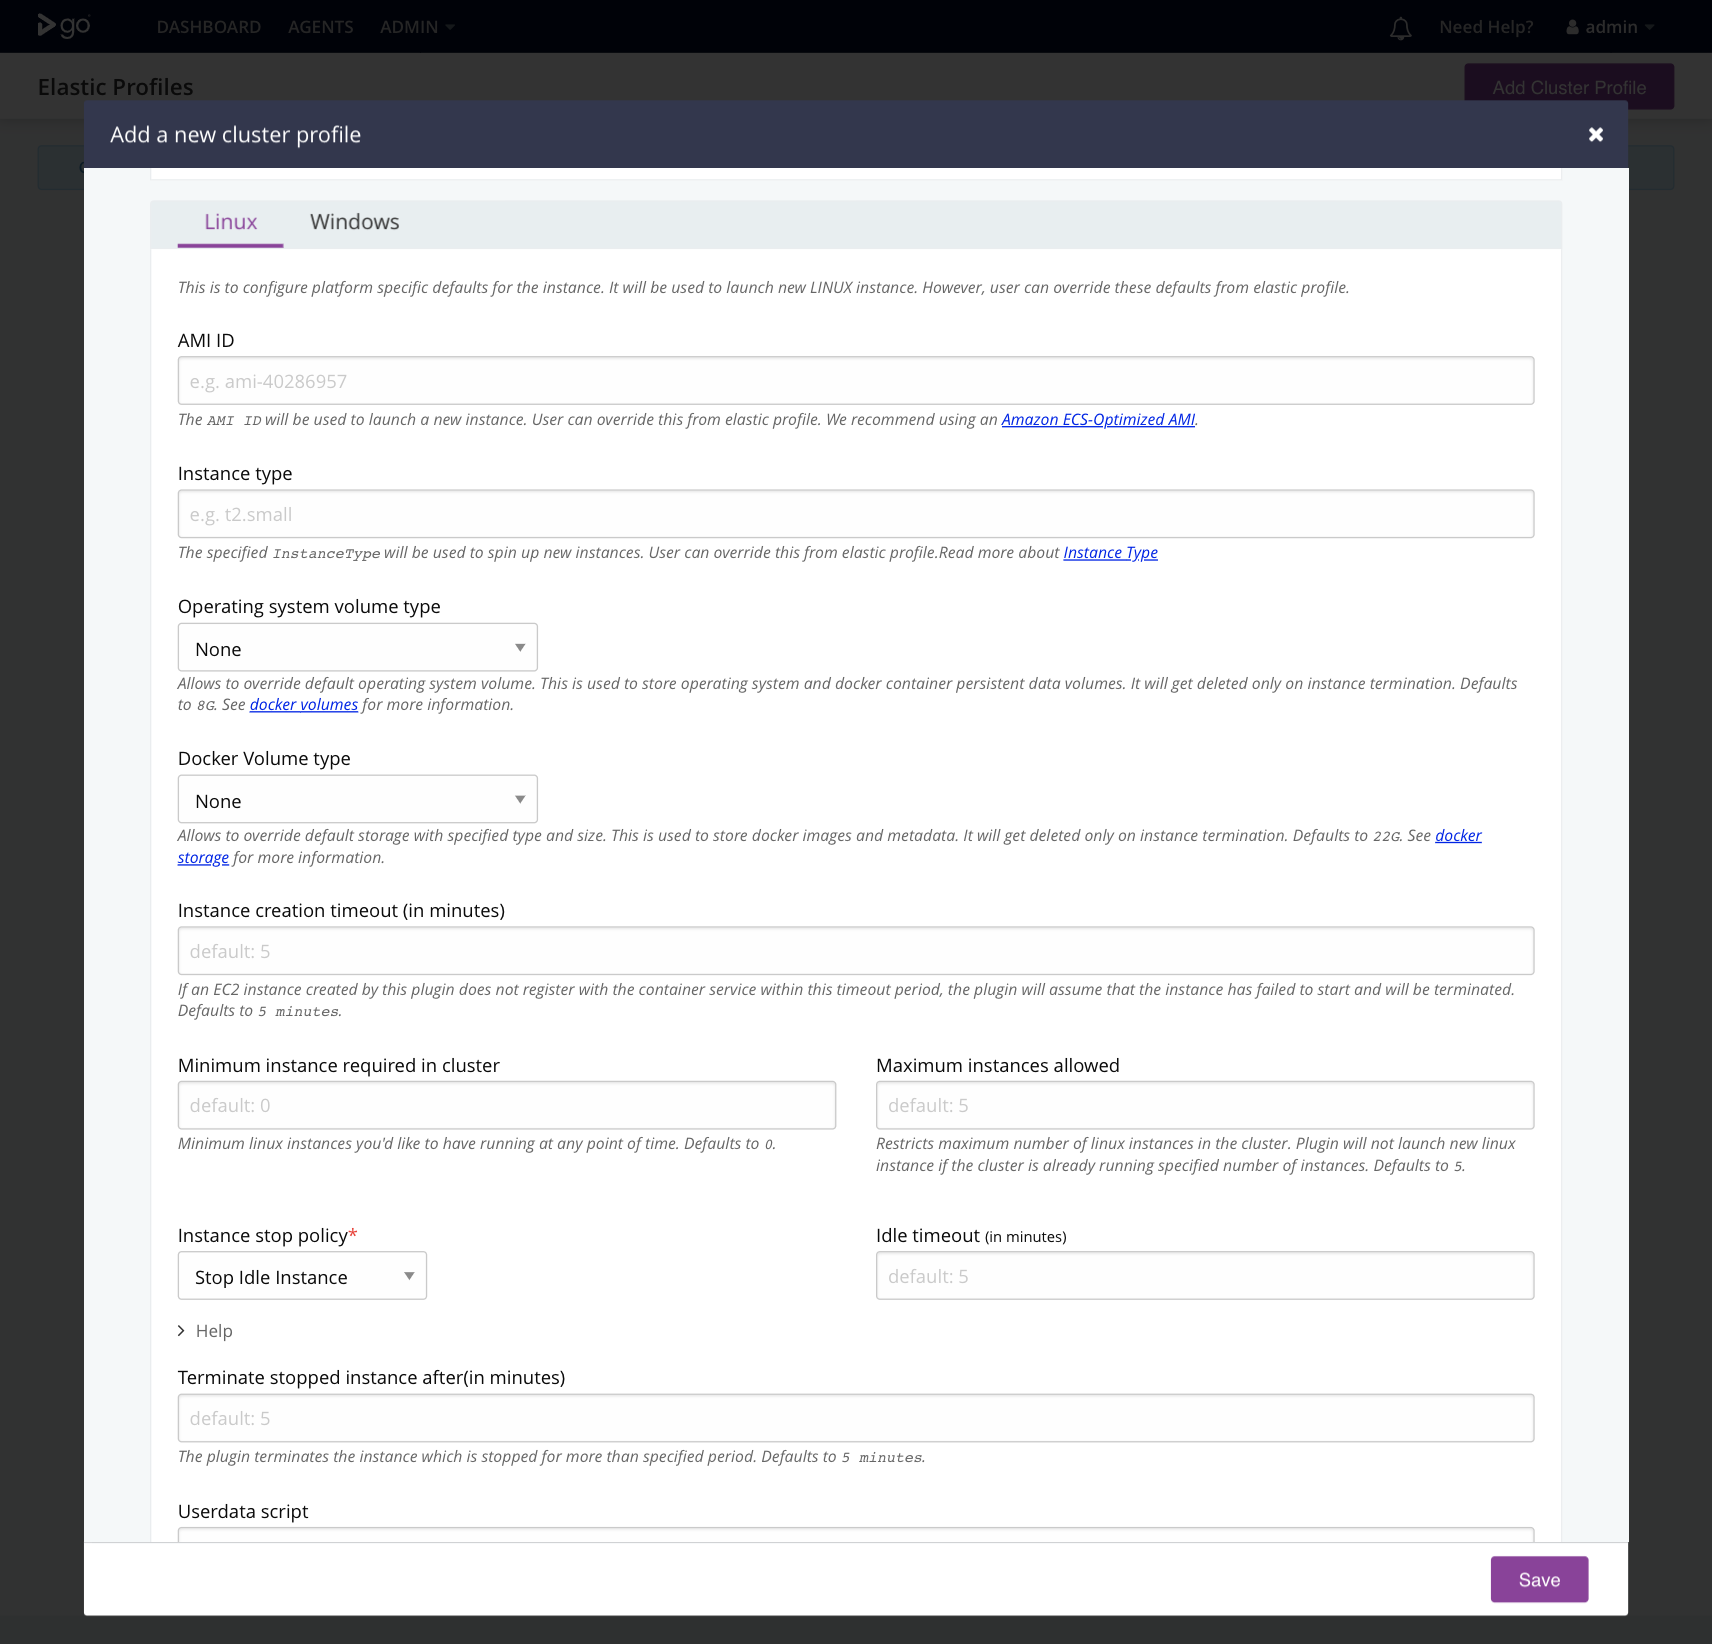 go
DASHBOARD AGENTS ADMIN
Need Help? admin
Elastic Profiles
Add Cluster Profile
Add a new cluster profile
Linux Windows
This is to configure platform specific defaults for the instance. It will be used to launch new LINUX instance. However, user can override these defaults from elastic profile.
AMI ID
e.g. ami-40286957
The AMI ID will be used to launch a new instance. User can override this from elastic profile. We recommend using an Amazon ECS-Optimized AMI.
Instance type
e.g. t2.small
The specified InstanceType will be used to spin up new instances. User can override this from elastic profile.Read more about Instance Type
Operating system volume type
None
Allows to override default operating system volume. This is used to store operating system and docker container persistent data volumes. It will get deleted only on instance termination. Defaults
to 8G. See docker volumes for more information.
Docker Volume type
None
Allows to override default storage with specified type and size. This is used to store docker images and metadata. It will get deleted only on instance termination. Defaults to 22G. See docker
storage for more information.
Instance creation timeout (in minutes)
default: 5
If an EC2 instance created by this plugin does not register with the container service within this timeout period, the plugin will assume that the instance has failed to start and will be terminated.
Defaults to 5 minutes.
Minimum instance required in cluster
default: 0
Minimum linux instances you'd like to have running at any point of time. Defaults to 0.
Maximum instances allowed
default: 5
Restricts maximum number of linux instances in the cluster. Plugin will not launch new linux
instance if the cluster is already running specified number of instances. Defaults to 5.
Instance stop policy*
Stop Idle Instance
Idle timeout (in minutes)
default: 5
Help
Terminate stopped instance after(in minutes)
default: 5
The plugin terminates the instance which is stopped for more than specified period. Defaults to 5 minutes.
Userdata script
Save